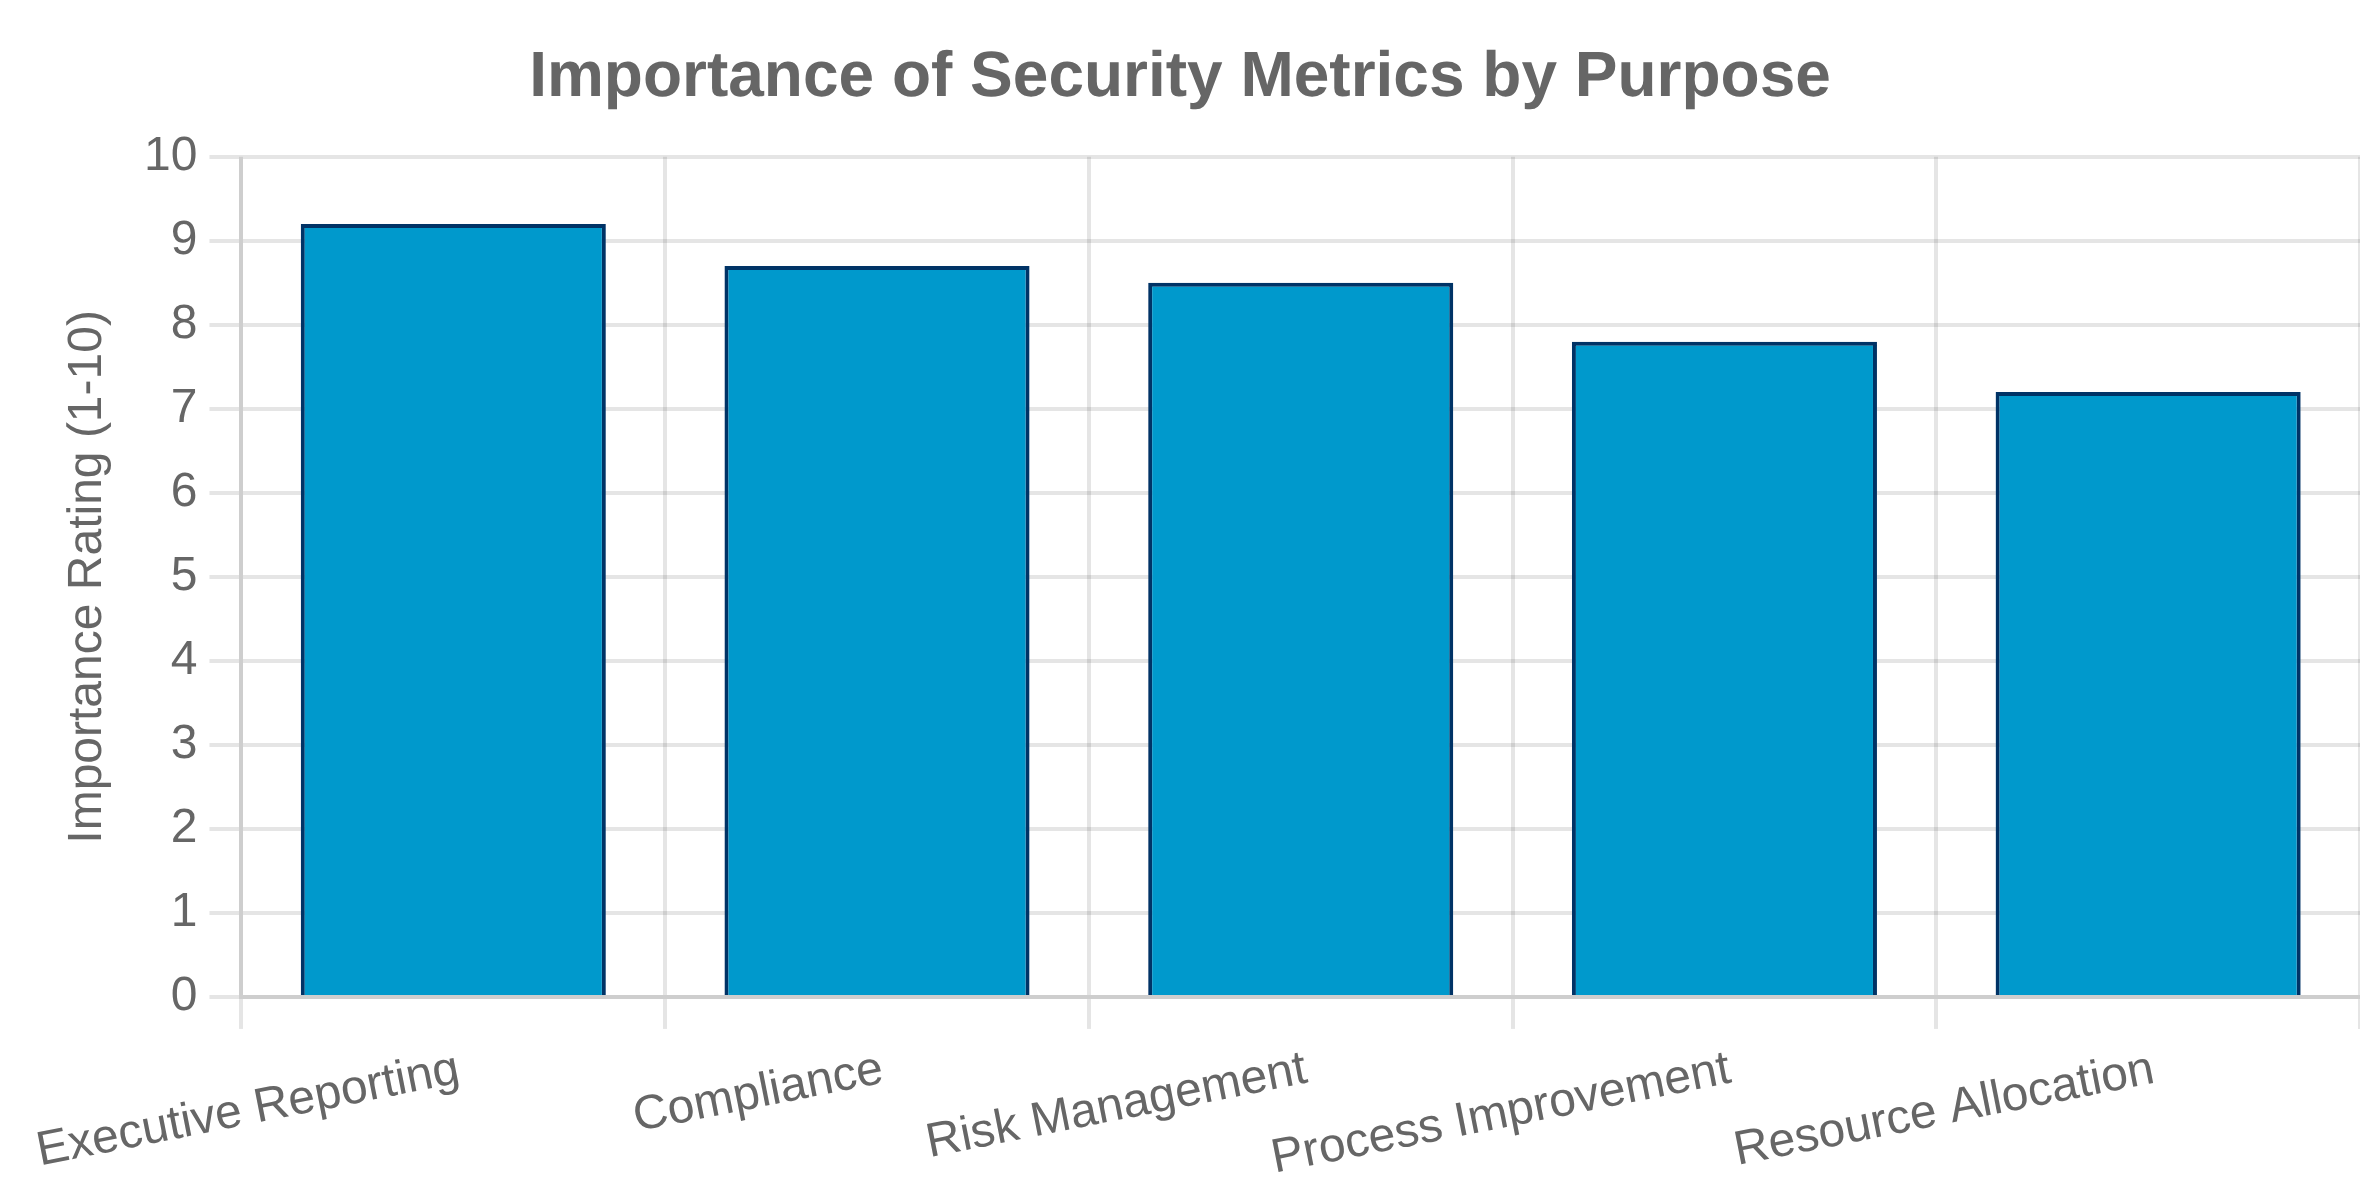 Importance of Security Metrics by Purpose
Importance Rating (1-10)
10
9
8
7
6
5
4
3
2
1
0
Executive Reporting
Compliance
Risk Management
Process Improvement
Resource Allocation